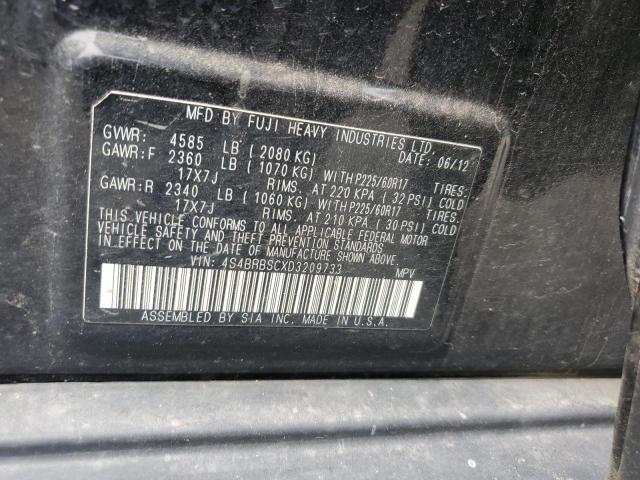 MFD BY FUJI HEAVY INDUSTRIES LTD.
GVWR: 4585 LB (2080 KG) DATE: 06/12
GAWR:F 2360 LB (1070 KG) WITH P225/60R17 TIRES:
17X7J RIMS. AT 220 KPA ( 32 PSI) COLD
GAWR:R 2340 LB (1060 KG) WITH P225/60R17 TIRES:
17X7J RIMS. AT 210 KPA ( 30 PSI) COLD
THIS VEHICLE CONFORMS TO ALL APPLICABLE FEDERAL MOTOR
VEHICLE SAFETY AND THEFT PREVENTION STANDARDS
IN EFFECT ON THE DATE OF MANUFACTURE SHOWN ABOVE.
VIN: 4S4BRBSCXD3209733 MPV
ASSEMBLED BY SIA INC. MADE IN U.S.A.